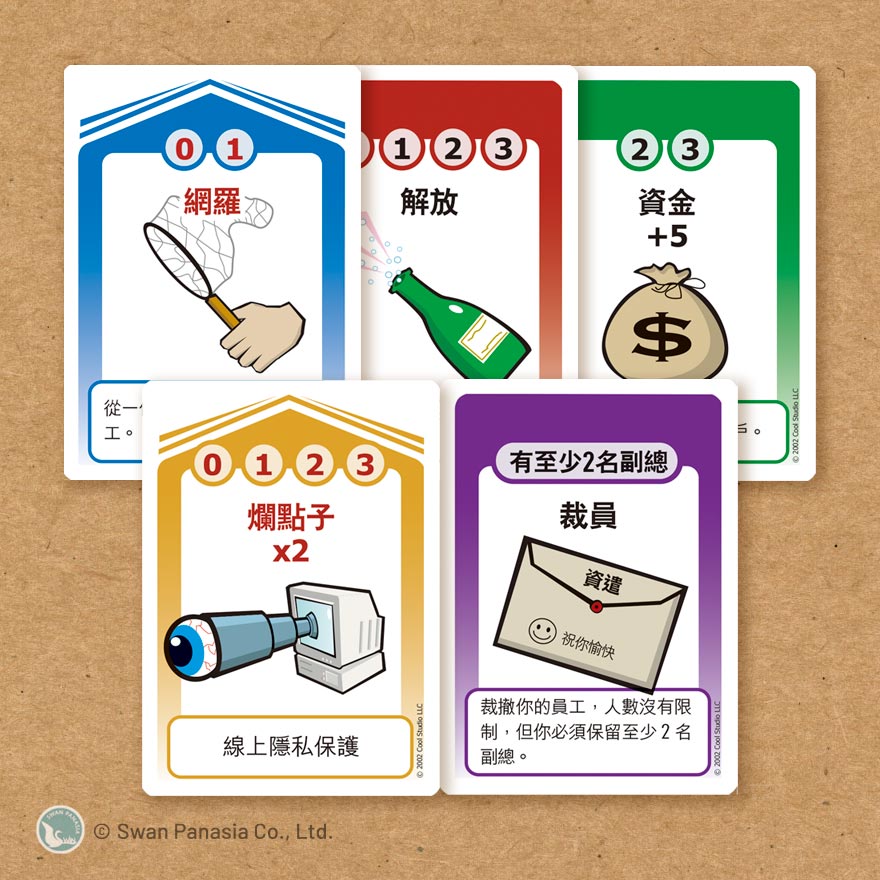 0 1
網羅
從一
工。
1 2 3
解放
2 3
資金
+5
$
。
© 2002 Cool Studio LLC
0 1 2 3
爛點子
x2
線上隱私保護
© 2002 Cool Studio LLC
有至少2名副總
裁員
資遣
祝你愉快
裁撤你的員工，人數沒有限
制，但你必須保留至少2名
副總。
© 2002 Cool Studio LLC
SWAN PANASIA
© Swan Panasia Co., Ltd.